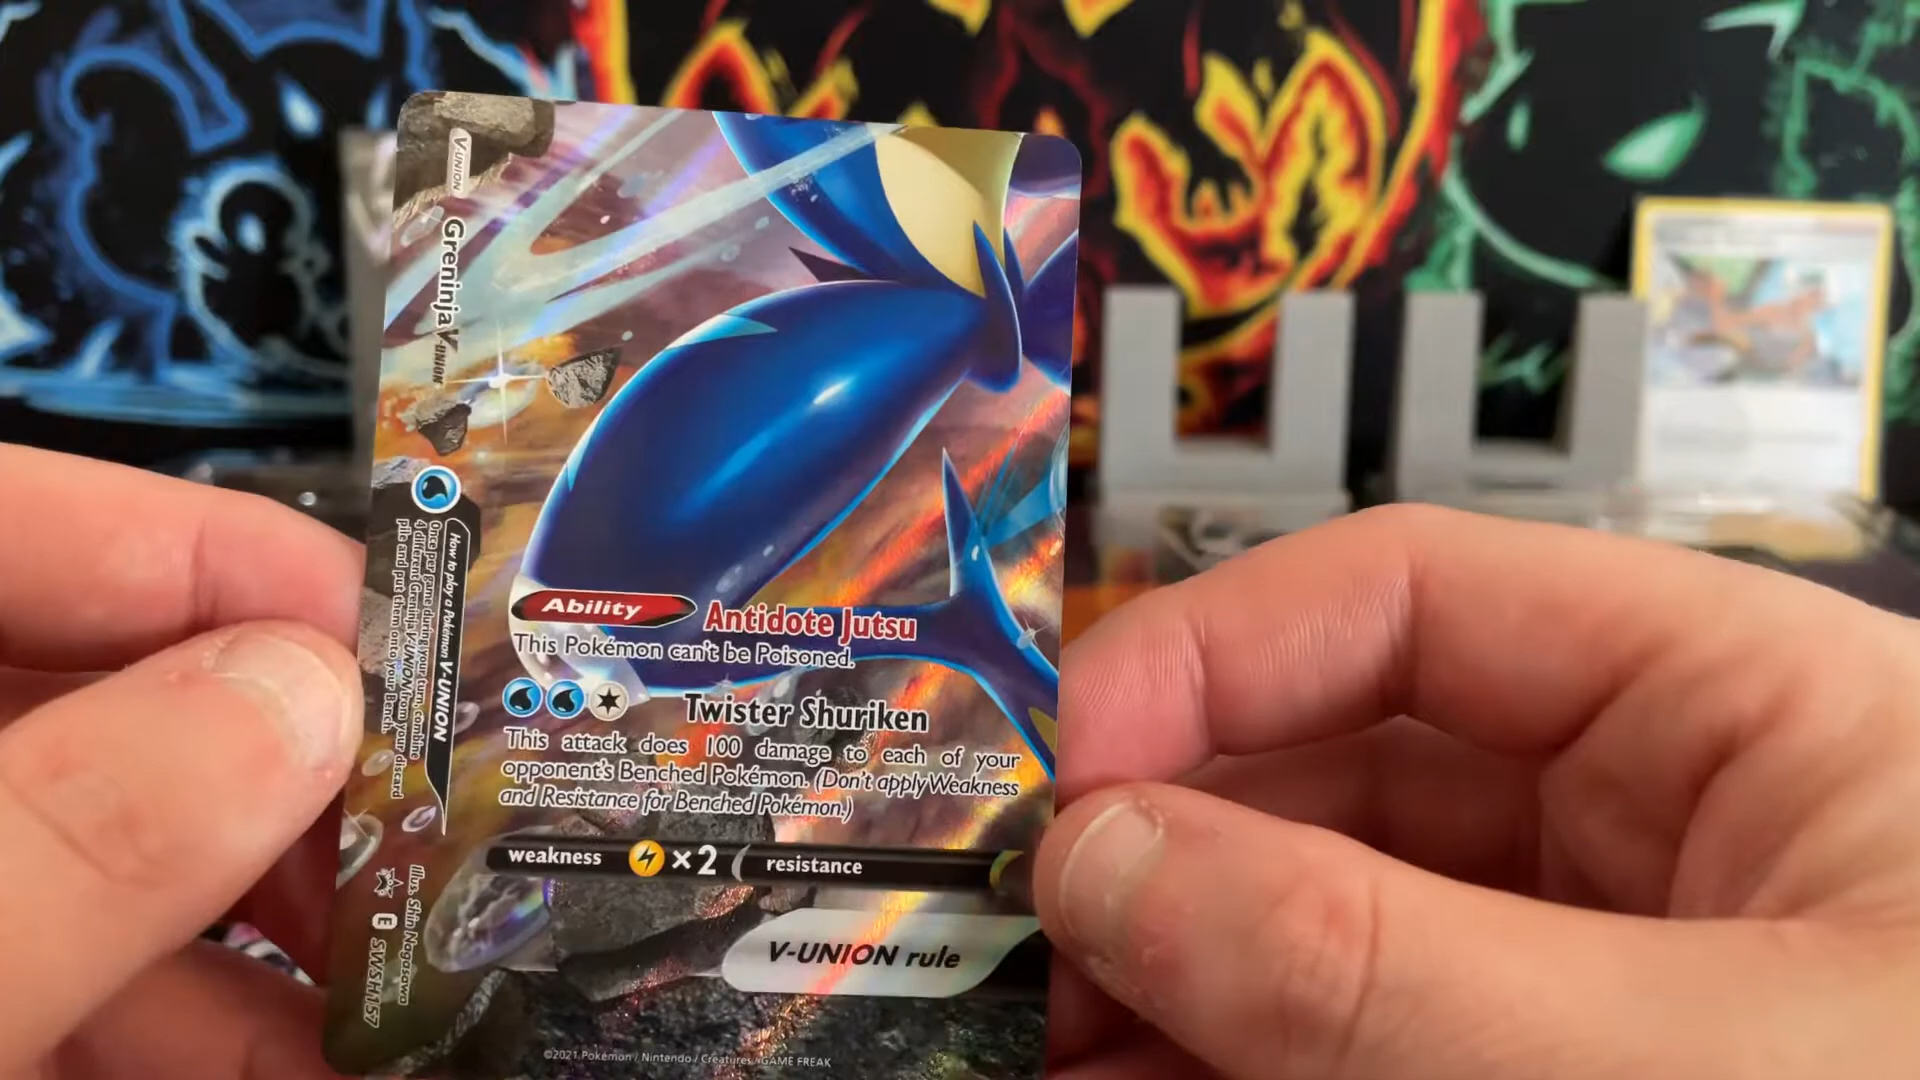 V-UNION
Greninja V-UNION
How to play a Pokémon V-UNION
Once per game during your turn, combine
4 different Greninja V-UNION from your discard
pile and put them onto your Bench.
Ability Antidote Jutsu
This Pokémon can't be Poisoned.
Twister Shuriken
This attack does 100 damage to each of your
opponent's Benched Pokémon. (Don't apply Weakness
and Resistance for Benched Pokémon.)
weakness ×2 resistance
V-UNION rule
Illus. Shin Nagasawa
E SWSH157
©2021 Pokémon / Nintendo / Creatures / GAME FREAK